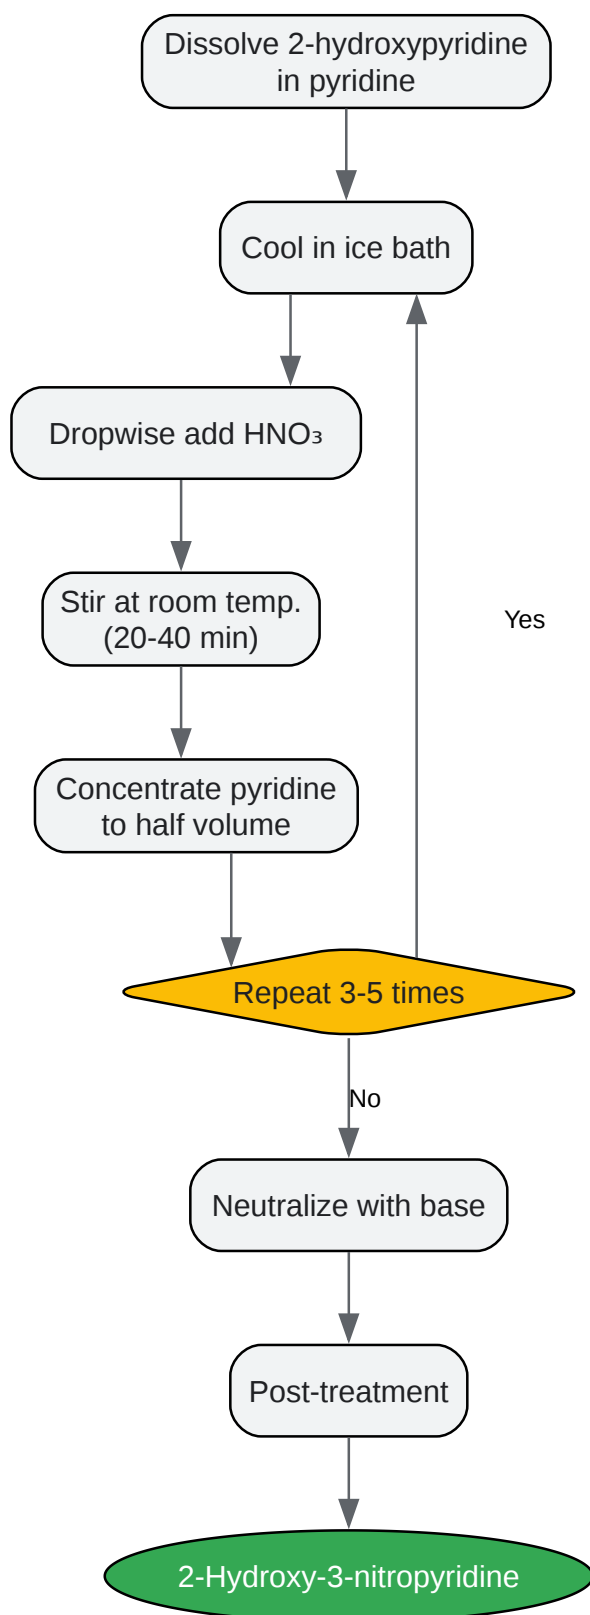 Dissolve 2-hydroxypyridine
in pyridine
Cool in ice bath
Dropwise add HNO₃
Stir at room temp.
(20-40 min)
Yes
Concentrate pyridine
to half volume
Repeat 3-5 times
No
Neutralize with base
Post-treatment
2-Hydroxy-3-nitropyridine